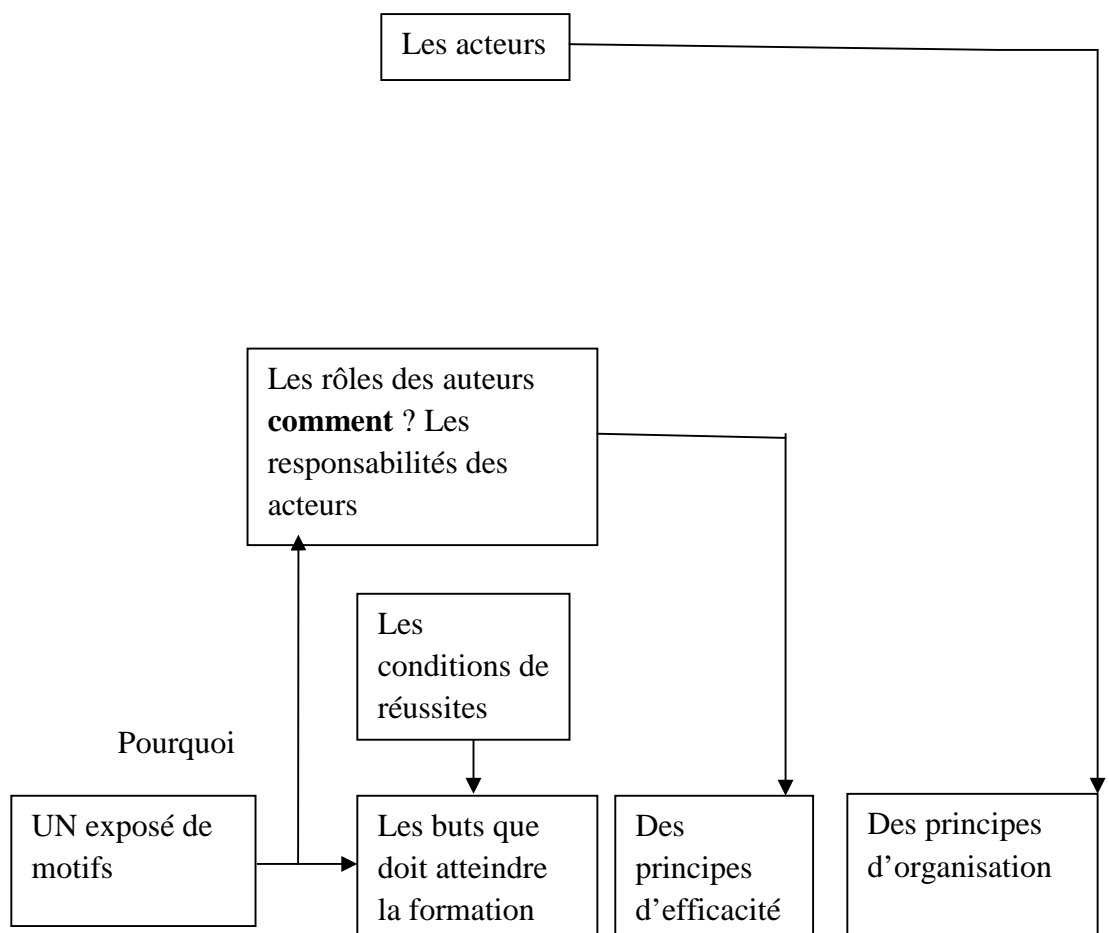 Les acteurs
Les rôles des auteurs
comment ? Les
responsabilités des
acteurs
Les
conditions de
réussites
Pourquoi
UN exposé de
motifs
Les buts que
doit atteindre
la formation
Des
principes
d’efficacité
Des principes
d’organisation